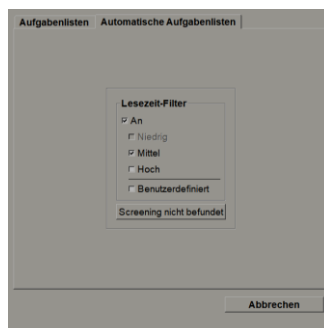 Aufgabenlisten Automatische Aufgabenlisten
Lesezeit-Filter
An
Niedrig
Mittel
Hoch
Benutzerdefiniert
Screening nicht befundet
Abbrechen